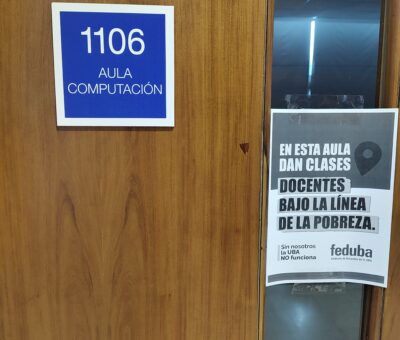 1106
AULA
COMPUTACIÓN
EN ESTA AULA
DAN CLASES
DOCENTES
BAJO LA LÍNEA
DE LA POBREZA.
Sin nosotros
la UBA
NO funciona
feduba